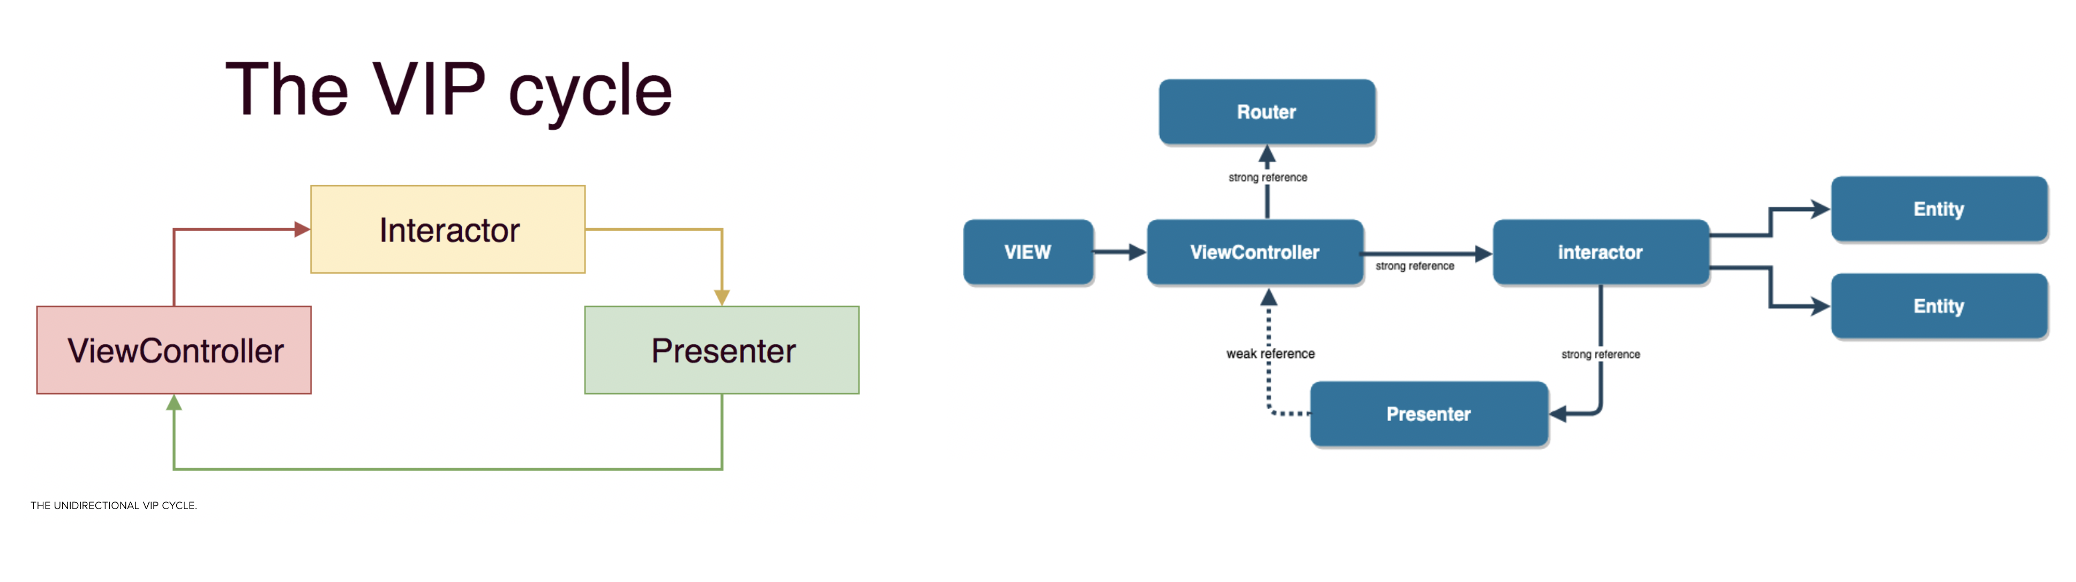 The VIP cycle
Interactor
ViewController
Presenter
THE UNIDIRECTIONAL VIP CYCLE.
Router
strong reference
VIEW
ViewController
strong reference
interactor
Entity
Entity
weak reference
strong reference
Presenter